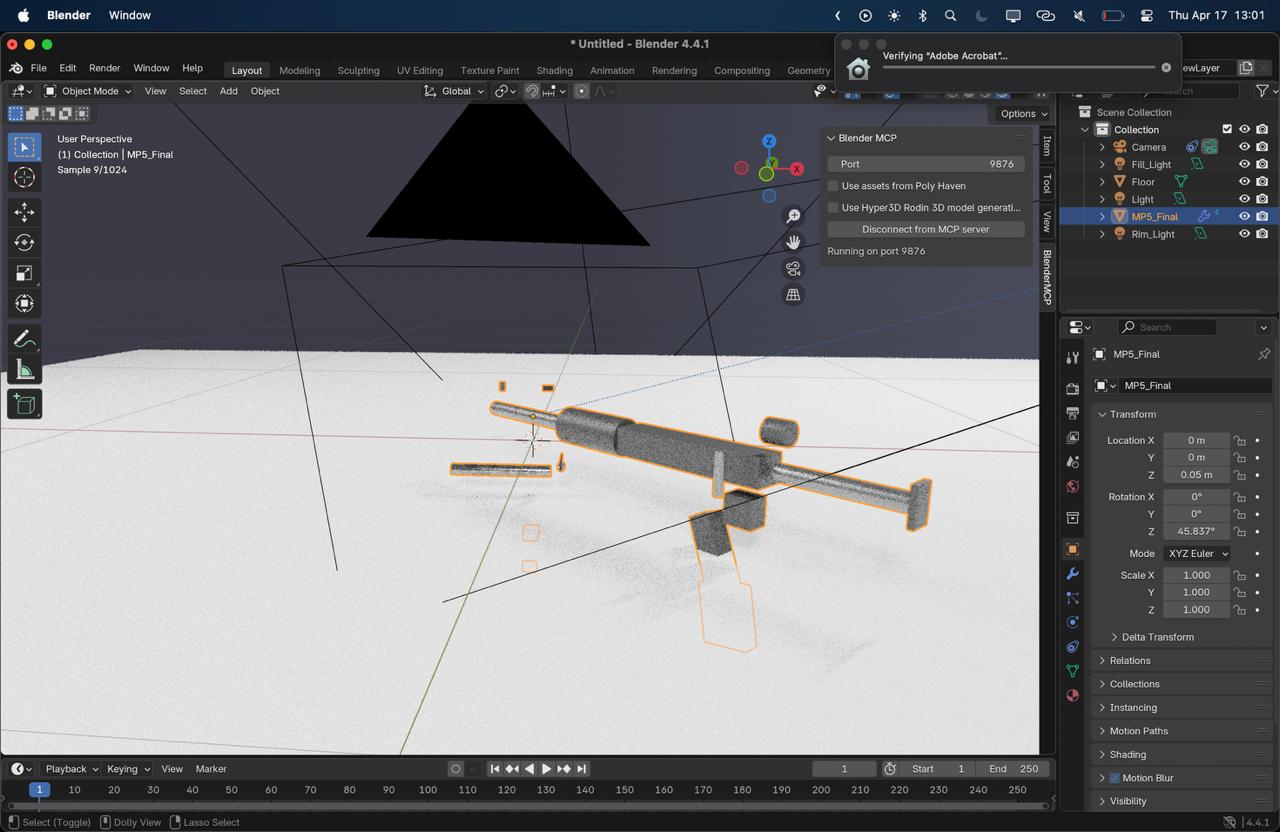 Blender Window Thu Apr 17 13:01
* Untitled - Blender 4.4.1
Verifying “Adobe Acrobat”...
File Edit Render Window Help Layout Modeling Sculpting UV Editing Texture Paint Shading Animation Rendering Compositing Geometry
Object Mode View Select Add Object Global
Options
User Perspective
(1) Collection | MP5_Final
Sample 9/1024
Z
Y
X
Blender MCP
Port 9876
Use assets from Poly Haven
Use Hyper3D Rodin 3D model generati...
Disconnect from MCP server
Running on port 9876
Item
Tool
View
BlenderMCP
Scene Collection
Collection
Camera
Fill_Light
Floor
Light
MP5_Final
Rim_Light
Search
MP5_Final
MP5_Final
Transform
Location X 0 m
Y 0 m
Z 0.05 m
Rotation X 0°
Y 0°
Z 45.837°
Mode XYZ Euler
Scale X 1.000
Y 1.000
Z 1.000
Delta Transform
Relations
Collections
Instancing
Motion Paths
Shading
Motion Blur
Visibility
Playback Keying View Marker 1 Start 1 End 250
1 10 20 30 40 50 60 70 80 90 100 110 120 130 140 150 160 170 180 190 200 210 220 230 240 250
Select (Toggle) Dolly View Lasso Select 4.4.1